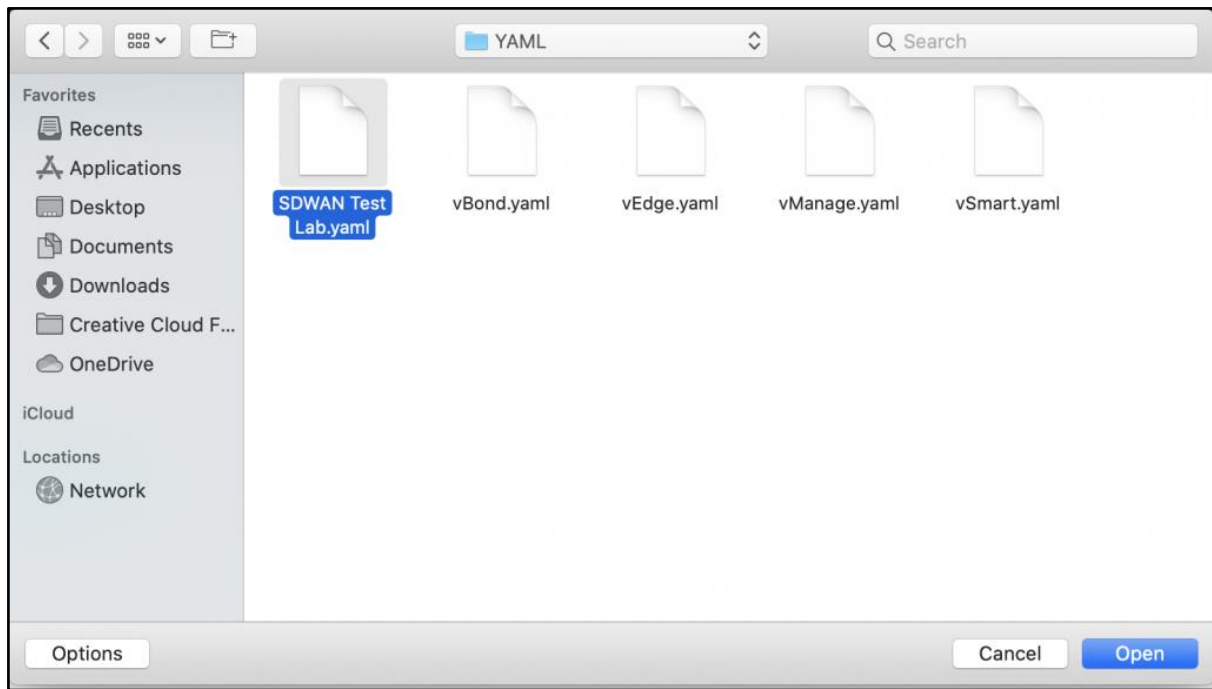 YAML
Search
Favorites
Recents
Applications
Desktop
Documents
Downloads
Creative Cloud F...
OneDrive
iCloud
Locations
Network
SDWAN Test
Lab.yaml
vBond.yaml
vEdge.yaml
vManage.yaml
vSmart.yaml
Options
Cancel
Open